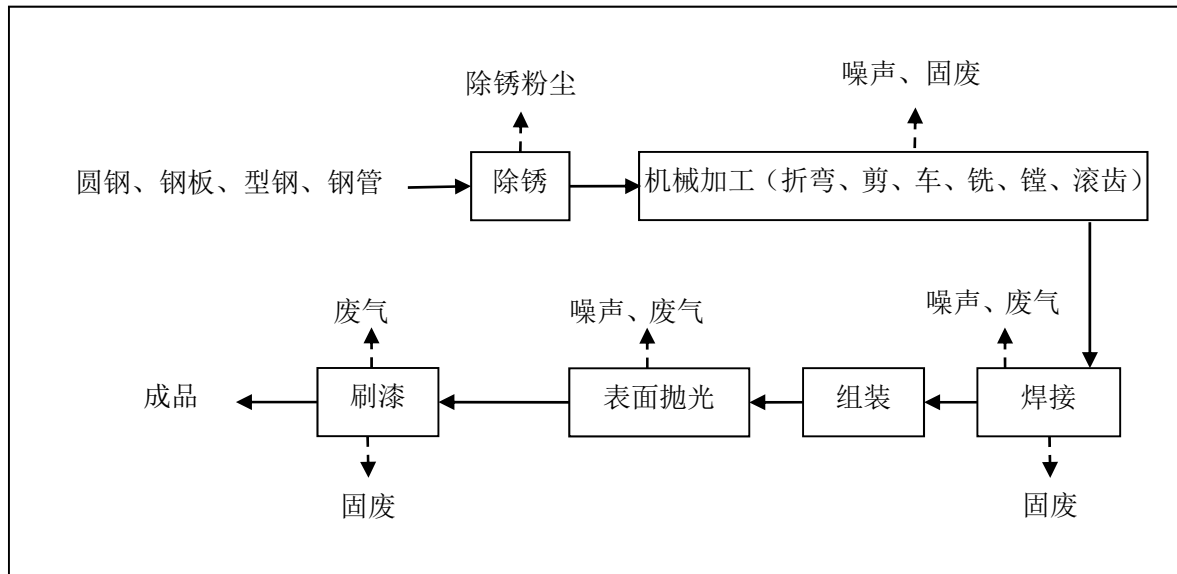 除锈粉尘
噪声、固废
圆钢、钢板、型钢、钢管
除锈
机械加工（折弯、剪、车、铣、镗、滚齿）
废气
噪声、废气
噪声、废气
成品
刷漆
表面抛光
组装
焊接
固废
固废